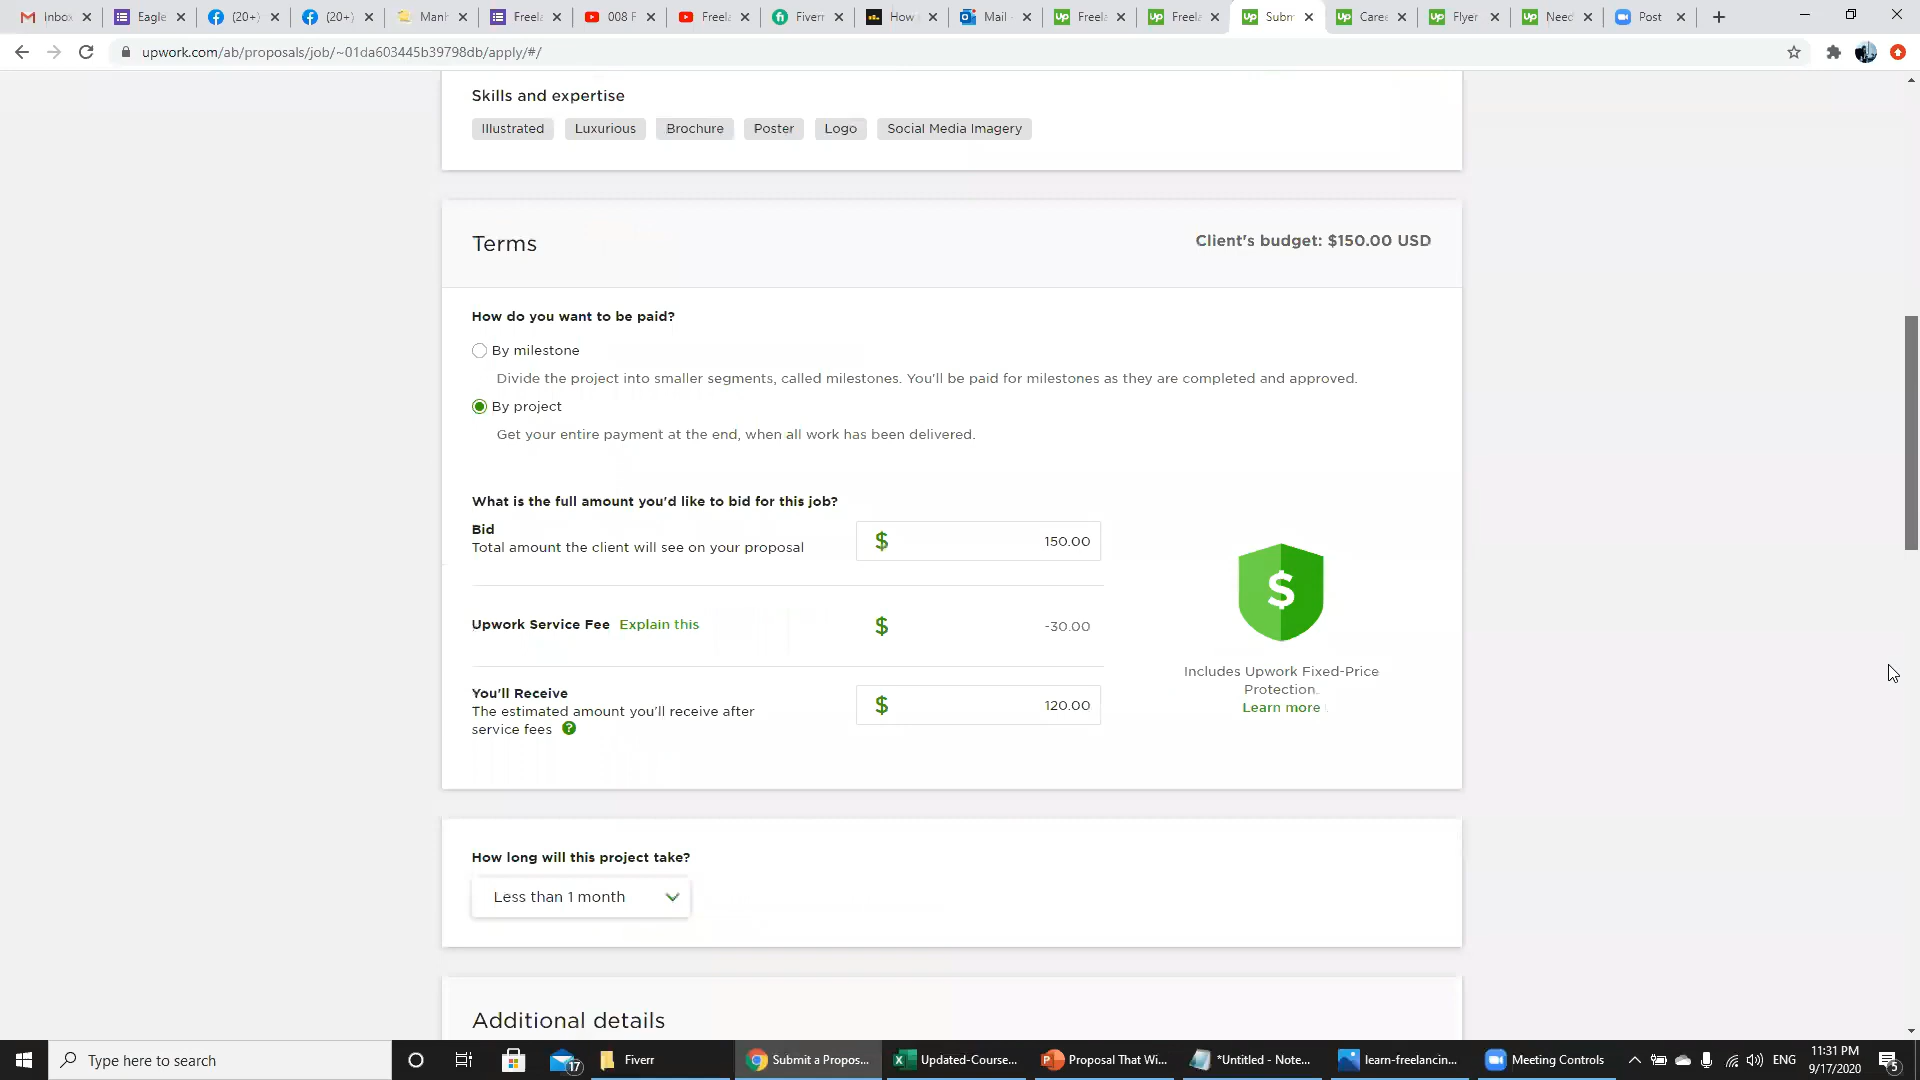 Inbox
Eagle
(20+)
(20+)
Manh
Freela
008 F
Freela
Fiverr
How
Mail -
Freela
Freela
Subm
Caree
Flyer
Need
Post
upwork.com/ab/proposals/job/~01da603445b39798db/apply/#/
Skills and expertise
Illustrated Luxurious Brochure Poster Logo Social Media Imagery
Terms
Client's budget: $150.00 USD
How do you want to be paid?
By milestone
Divide the project into smaller segments, called milestones. You'll be paid for milestones as they are completed and approved.
By project
Get your entire payment at the end, when all work has been delivered.
What is the full amount you'd like to bid for this job?
Bid
Total amount the client will see on your proposal
$ 150.00
Upwork Service Fee Explain this
$ -30.00
You'll Receive
The estimated amount you'll receive after
service fees ?
$ 120.00
$
Includes Upwork Fixed-Price
Protection.
Learn more
How long will this project take?
Less than 1 month
Additional details
Type here to search
17
Fiverr
Submit a Propos...
Updated-Course...
Proposal That Wi...
*Untitled - Note...
learn-freelancin...
Meeting Controls
ENG
11:31 PM
9/17/2020
5